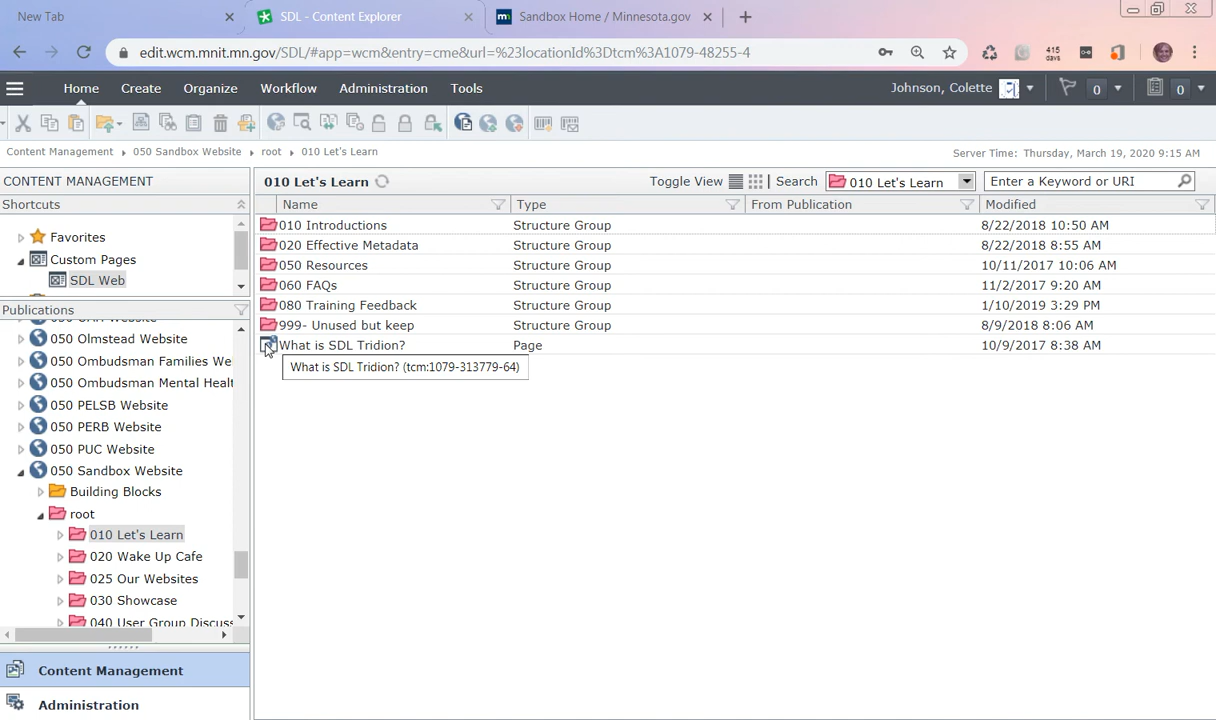 New Tab
SDL - Content Explorer
Sandbox Home / Minnesota.gov
edit.wcm.mnit.mn.gov/SDL/#app=wcm&entry=cme&url=%23locationId%3Dtcm%3A1079-48255-4
415
days
Home Create Organize Workflow Administration Tools
Johnson, Colette
0
0
Content Management
050 Sandbox Website
root
010 Let's Learn
Server Time: Thursday, March 19, 2020 9:15 AM
CONTENT MANAGEMENT
010 Let's Learn
Toggle View
Search
010 Let's Learn
Enter a Keyword or URI
Shortcuts
Favorites
Custom Pages
SDL Web
Publications
050 Olmstead Website
050 Ombudsman Families We
050 Ombudsman Mental Healt
050 PELSB Website
050 PERB Website
050 PUC Website
050 Sandbox Website
Building Blocks
root
010 Let's Learn
020 Wake Up Cafe
025 Our Websites
030 Showcase
040 User Group Discuss
Content Management
Administration
Name Type From Publication Modified
010 Introductions Structure Group 8/22/2018 10:50 AM
020 Effective Metadata Structure Group 8/22/2018 8:55 AM
050 Resources Structure Group 10/11/2017 10:06 AM
060 FAQs Structure Group 11/2/2017 9:20 AM
080 Training Feedback Structure Group 1/10/2019 3:29 PM
999- Unused but keep Structure Group 8/9/2018 8:06 AM
What is SDL Tridion? Page 10/9/2017 8:38 AM
What is SDL Tridion? (tcm:1079-313779-64)